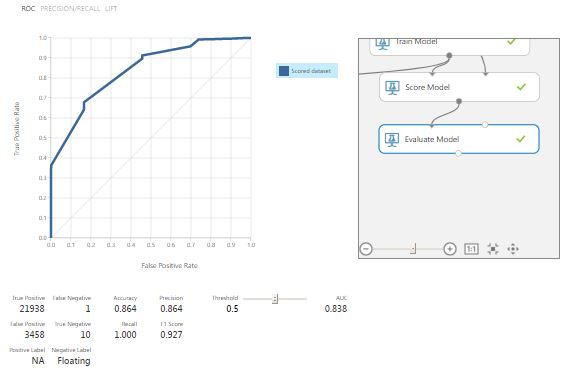 ROC PRECISION/RECALL LIFT
True Positive Rate
1.0
0.9
0.8
0.7
0.6
0.5
0.4
0.3
0.2
0.1
0.0
0.0 0.1 0.2 0.3 0.4 0.5 0.6 0.7 0.8 0.9 1.0
False Positive Rate
Scored dataset
Train Model
Score Model
Evaluate Model
1:1
True Positive False Negative Accuracy Precision Threshold AUC
21938 1 0.864 0.864 0.5 0.838
False Positive True Negative Recall F1 Score
3458 10 1.000 0.927
Positive Label Negative Label
NA Floating